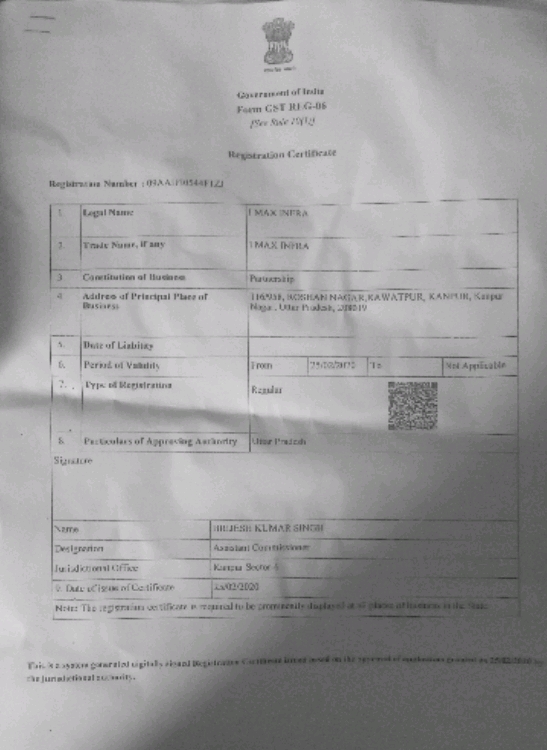 Government of India
Form GST REG-06
[See Rule 10(1)]
Registration Certificate
Registration Number :
1. Legal Name I MAX INFRA
2. Trade Name, if any I MAX INFRA
3. Constitution of Business Partnership
4. Address of Principal Place of Business ROSHAN NAGAR,RAWATPUR, KANPUR, Kanpur
Nagar, Uttar Pradesh, 208019
5. Date of Liability
6. Period of Validity From 25/02/2020 To Not Applicable
7. Type of Registration Regular
8. Particulars of Approving Authority Uttar Pradesh
Signature
Name BRIJESH KUMAR SINGH
Designation Assistant Commissioner
Jurisdictional Office Kanpur Sector
9. Date of issue of Certificate 25/02/2020
Note: The registration certificate is required to be prominently displayed at all places of business in the State.
This is a system generated digitally signed Registration Certificate issued based on the approval of application granted on 25/02/2020 by
the jurisdictional authority.